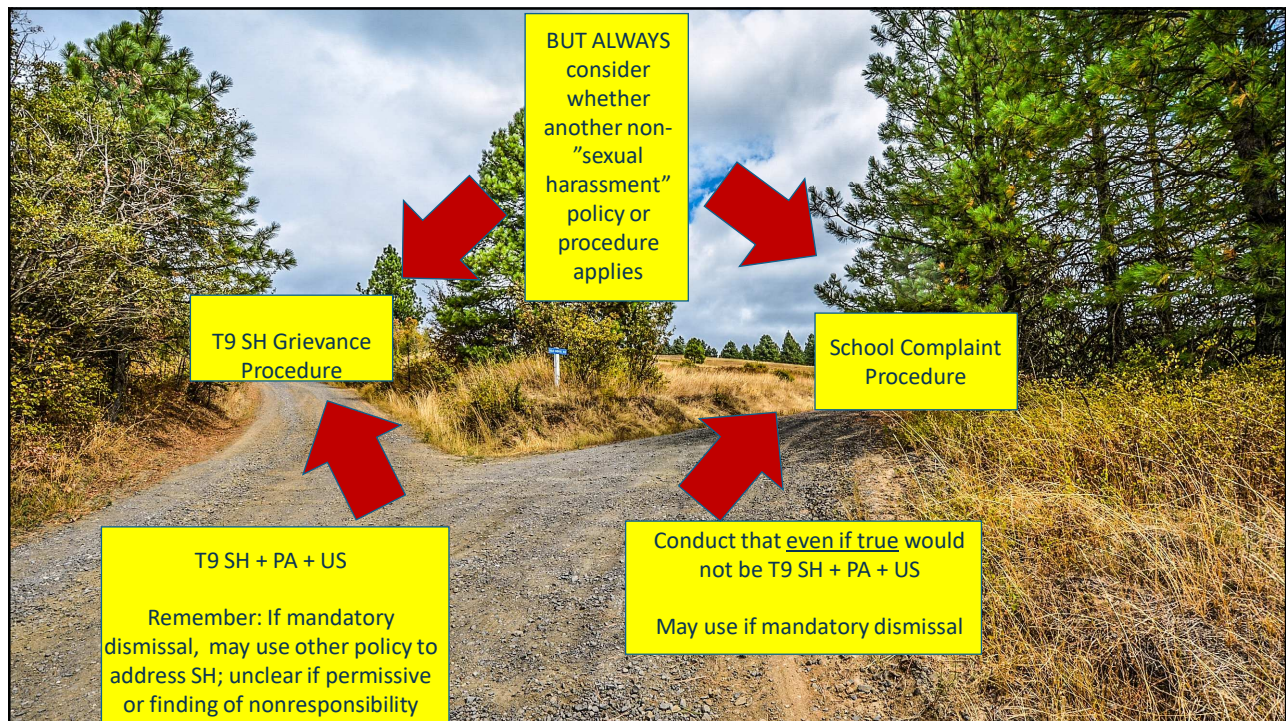 BUT ALWAYS
consider
whether
another non-
”sexual
harassment”
policy or
procedure
applies
T9 SH Grievance
Procedure
School Complaint
Procedure
T9 SH + PA + US
Remember: If mandatory
dismissal, may use other policy to
address SH; unclear if permissive
or finding of nonresponsibility
Conduct that even if true would
not be T9 SH + PA + US
May use if mandatory dismissal